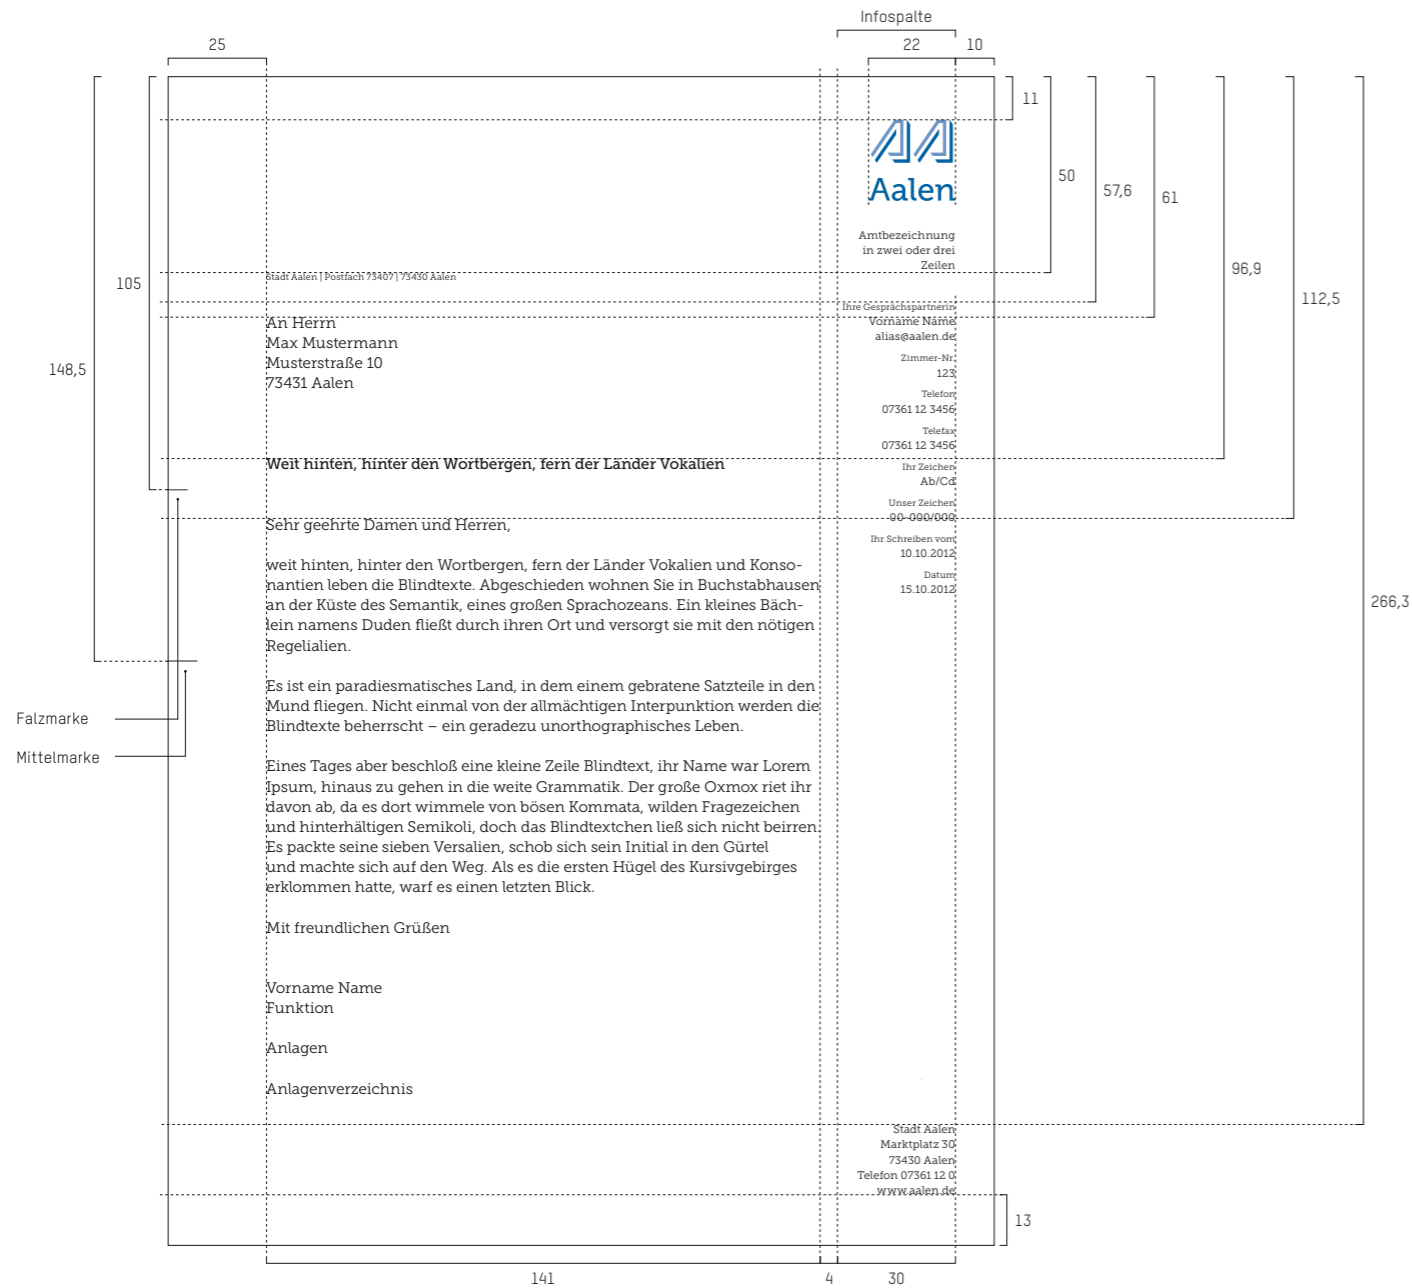 Infospalte
25
22
10
11
50
57,6
61
96,9
112,5
266,3
105
148,5
Aalen
Amtbezeichnung
in zwei oder drei
Zeilen
Stadt Aalen | Postfach 73407 | 73430 Aalen
An Herrn
Max Mustermann
Musterstraße 10
73431 Aalen
Ihre Gesprächspartnerin
Vorname Name
alias@aalen.de
Zimmer-Nr.
123
Telefon
07361 12 3456
Telefax
07361 12 3456
Ihr Zeichen
Ab/Cd
Unser Zeichen
00-000/000
Ihr Schreiben vom
10.10.2012
Datum
15.10.2012
Weit hinten, hinter den Wortbergen, fern der Länder Vokalien
Sehr geehrte Damen und Herren,
weit hinten, hinter den Wortbergen, fern der Länder Vokalien und Konso-
nantien leben die Blindtexte. Abgeschieden wohnen Sie in Buchstabhausen
an der Küste des Semantik, eines großen Sprachozeans. Ein kleines Bäch-
lein namens Duden fließt durch ihren Ort und versorgt sie mit den nötigen
Regelialien.
Es ist ein paradiesmatisches Land, in dem einem gebratene Satzteile in den
Mund fliegen. Nicht einmal von der allmächtigen Interpunktion werden die
Blindtexte beherrscht – ein geradezu unorthographisches Leben.
Eines Tages aber beschloß eine kleine Zeile Blindtext, ihr Name war Lorem
Ipsum, hinaus zu gehen in die weite Grammatik. Der große Oxmox riet ihr
davon ab, da es dort wimmele von bösen Kommata, wilden Fragezeichen
und hinterhältigen Semikoli, doch das Blindtextchen ließ sich nicht beirren.
Es packte seine sieben Versalien, schob sich sein Initial in den Gürtel
und machte sich auf den Weg. Als es die ersten Hügel des Kursivgebirges
erklommen hatte, warf es einen letzten Blick.
Mit freundlichen Grüßen
Vorname Name
Funktion
Anlagen
Anlagenverzeichnis
Falzmarke
Mittelmarke
Stadt Aalen
Marktplatz 30
73430 Aalen
Telefon 07361 12 0
www.aalen.de
13
141
4
30